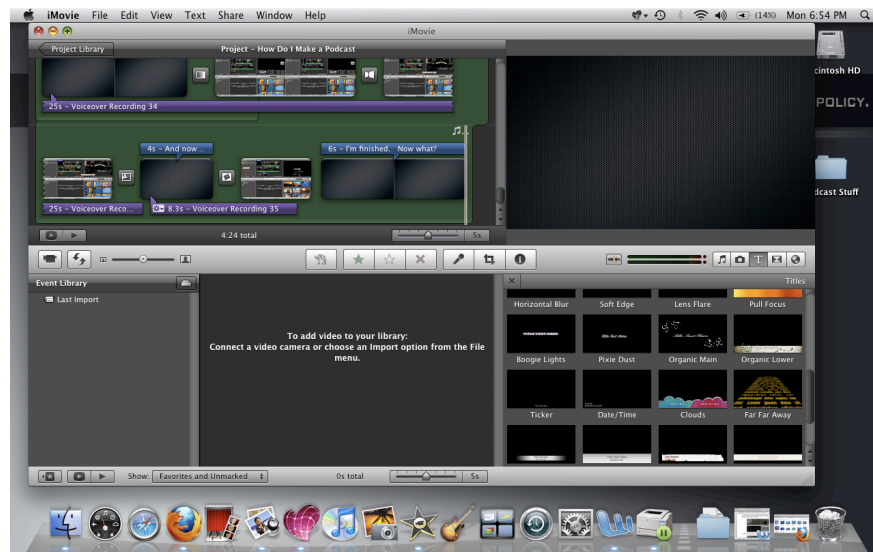 iMovie File Edit View Text Share Window Help (14%) Mon 6:54 PM
iMovie
Project Library Project – How Do I Make a Podcast
cintosh HD
25s – Voiceover Recording 34
POLICY.
4s – And now... 6s – I'm finished. Now what?
dcast Stuff
25s – Voiceover Reco... 8.3s – Voiceover Recording 35
4:24 total 5s
Event Library Titles
Last Import
Horizontal Blur Soft Edge Lens Flare Pull Focus
To add video to your library:
Connect a video camera or choose an Import option from the File
menu.
Boogie Lights Pixie Dust Organic Main Organic Lower
Ticker Date/Time Clouds Far Far Away
Show: Favorites and Unmarked 0s total 5s